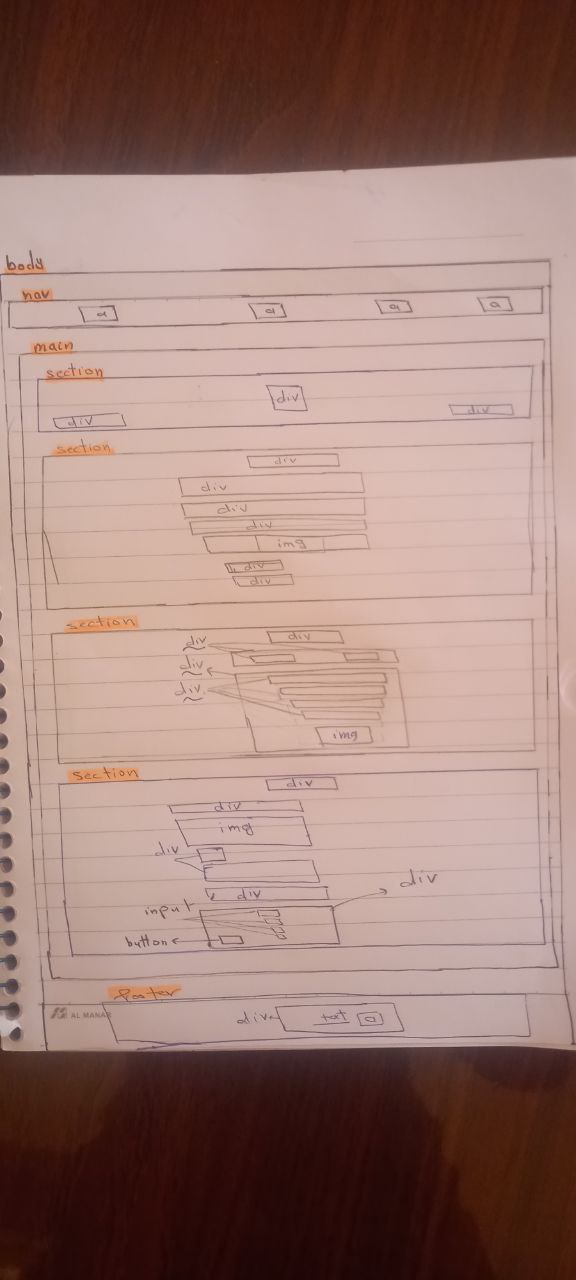 body
nav
a a a a
main
section
div
div div
section
div
div
div
div
img
div
div
section
div
div
div
div
img
section
div
div
img
div
div
div
input
button
footer
AL MANAR
div text a